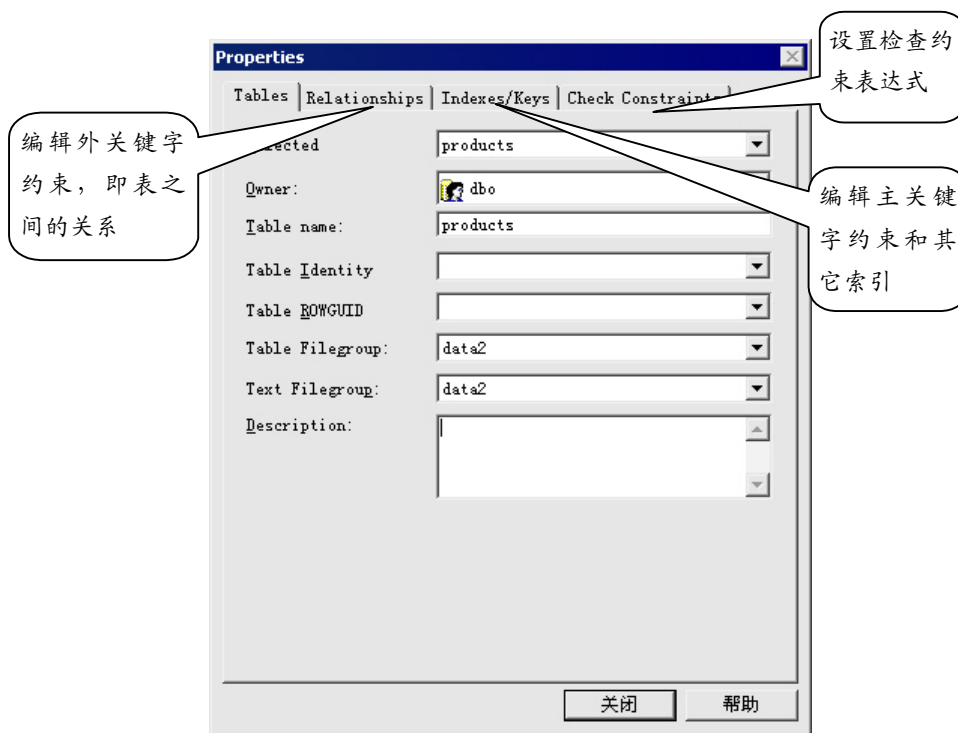 Properties
Tables
Relationships
Indexes/Keys
Check Constraints
products
Owner:
dbo
Table name:
products
Table Identity
Table ROWGUID
Table Filegroup:
data2
Text Filegroup:
data2
Description:
关闭
帮助
编辑外关键字
约束，即表之
间的关系
设置检查约
束表达式
编辑主关键
字约束和其
它索引